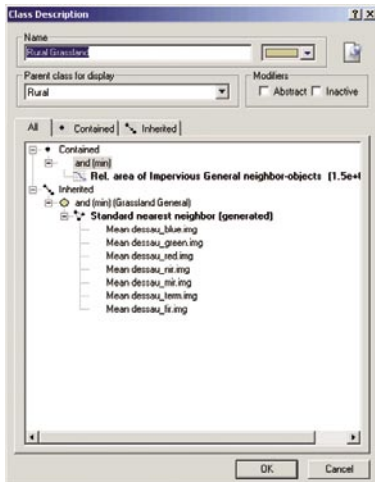 Class Description
Name
Rural Grassland
Parent class for display
Rural
Modifiers
Abstract
Inactive
All
Contained
Inherited
Contained
and (min)
Rel. area of Impervious General neighbor-objects (1.5e+
Inherited
and (min) (Grassland General)
Standard nearest neighbor (generated)
Mean dessau_blue.img
Mean dessau_green.img
Mean dessau_red.img
Mean dessau_nir.img
Mean dessau_mir.img
Mean dessau_term.img
Mean dessau_fir.img
OK
Cancel